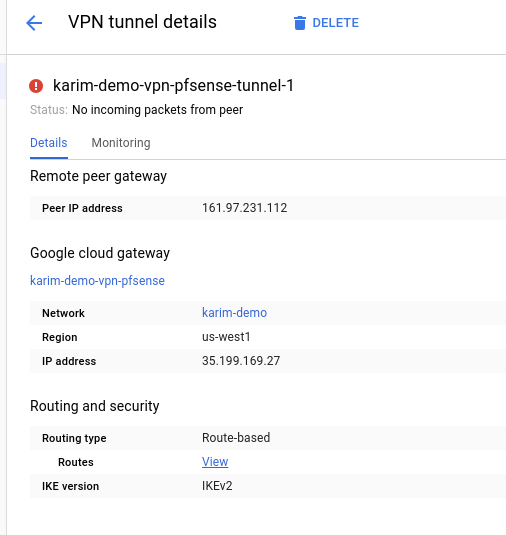 VPN tunnel details DELETE
karim-demo-vpn-pfsense-tunnel-1
Status: No incoming packets from peer
Details Monitoring
Remote peer gateway
Peer IP address 161.97.231.112
Google cloud gateway
karim-demo-vpn-pfsense
Network karim-demo
Region us-west1
IP address 35.199.169.27
Routing and security
Routing type Route-based
Routes View
IKE version IKEv2